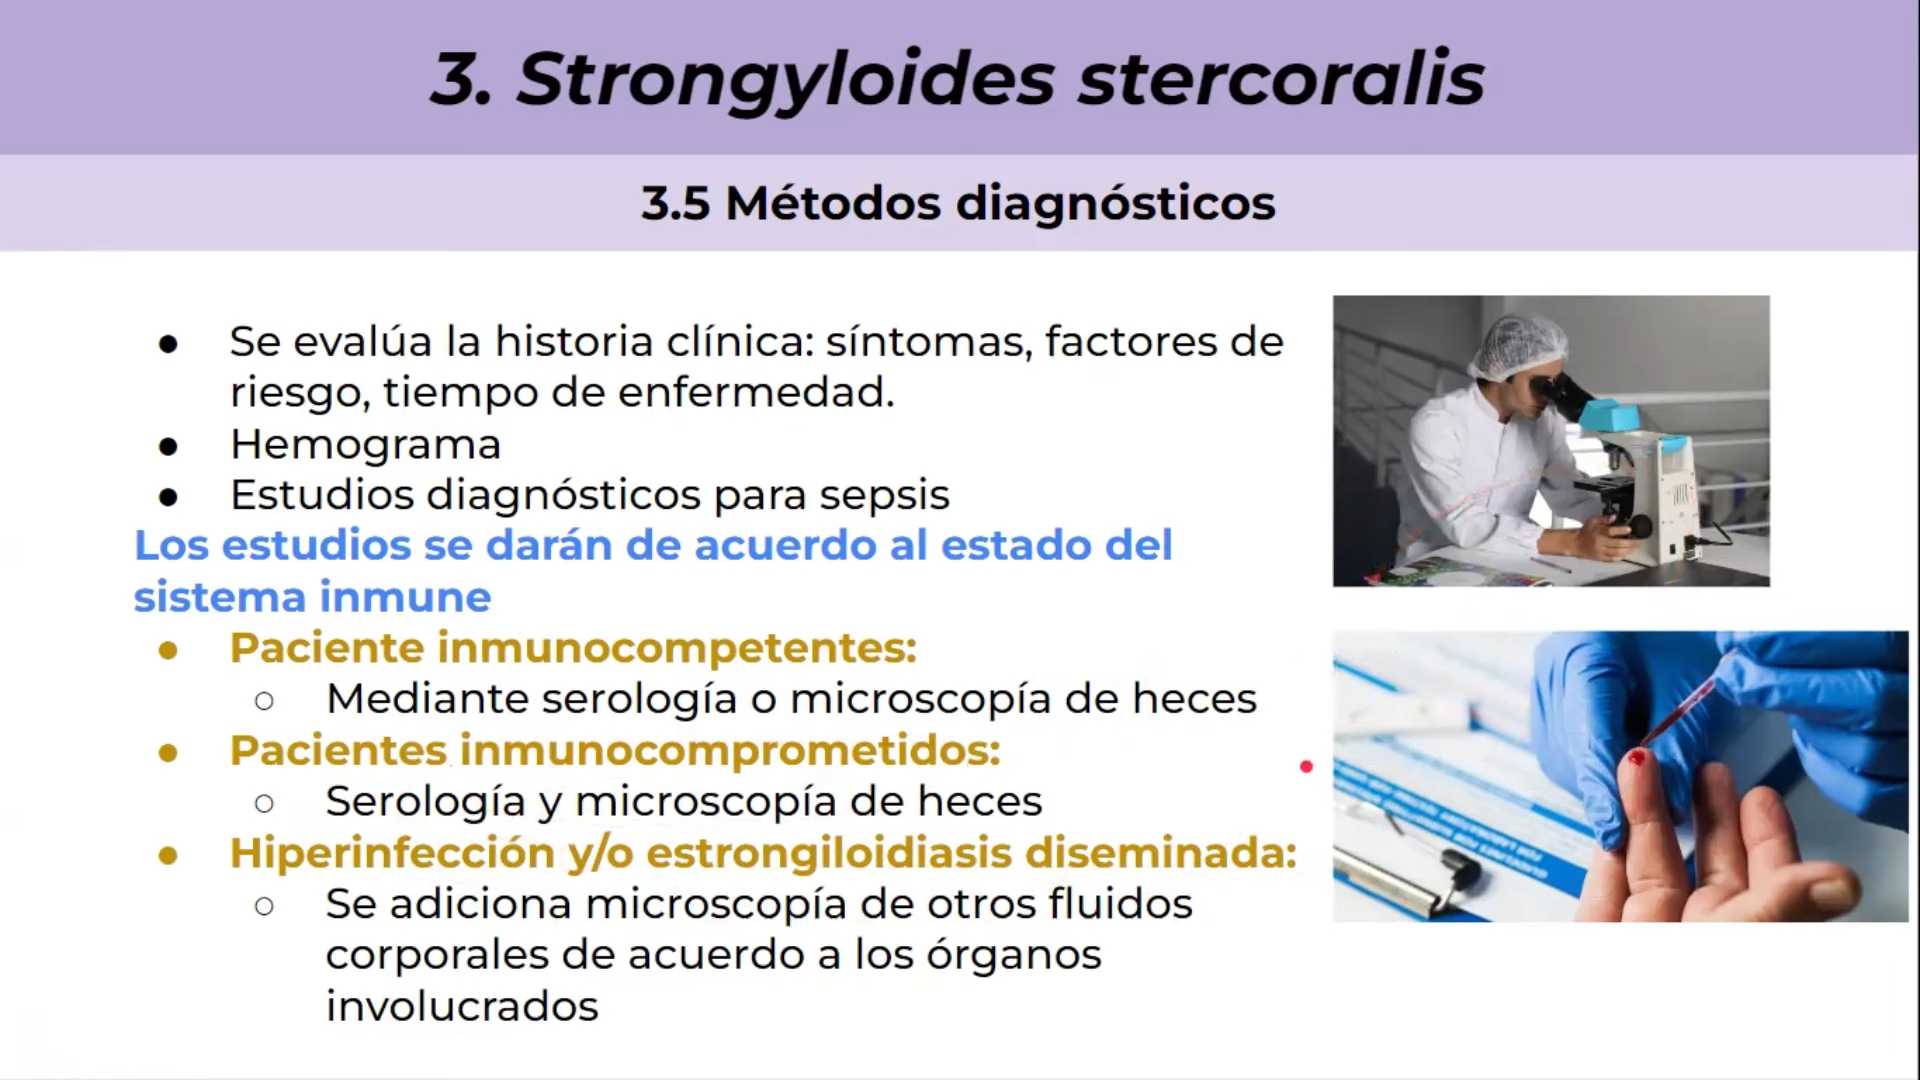 3. Strongyloides stercoralis
3.5 Métodos diagnósticos
● Se evalúa la historia clínica: síntomas, factores de
riesgo, tiempo de enfermedad.
● Hemograma
● Estudios diagnósticos para sepsis
Los estudios se darán de acuerdo al estado del
sistema inmune
● Paciente inmunocompetentes:
○ Mediante serología o microscopía de heces
● Pacientes inmunocomprometidos:
○ Serología y microscopía de heces
● Hiperinfección y/o estrongiloidiasis diseminada:
○ Se adiciona microscopía de otros fluidos
corporales de acuerdo a los órganos
involucrados